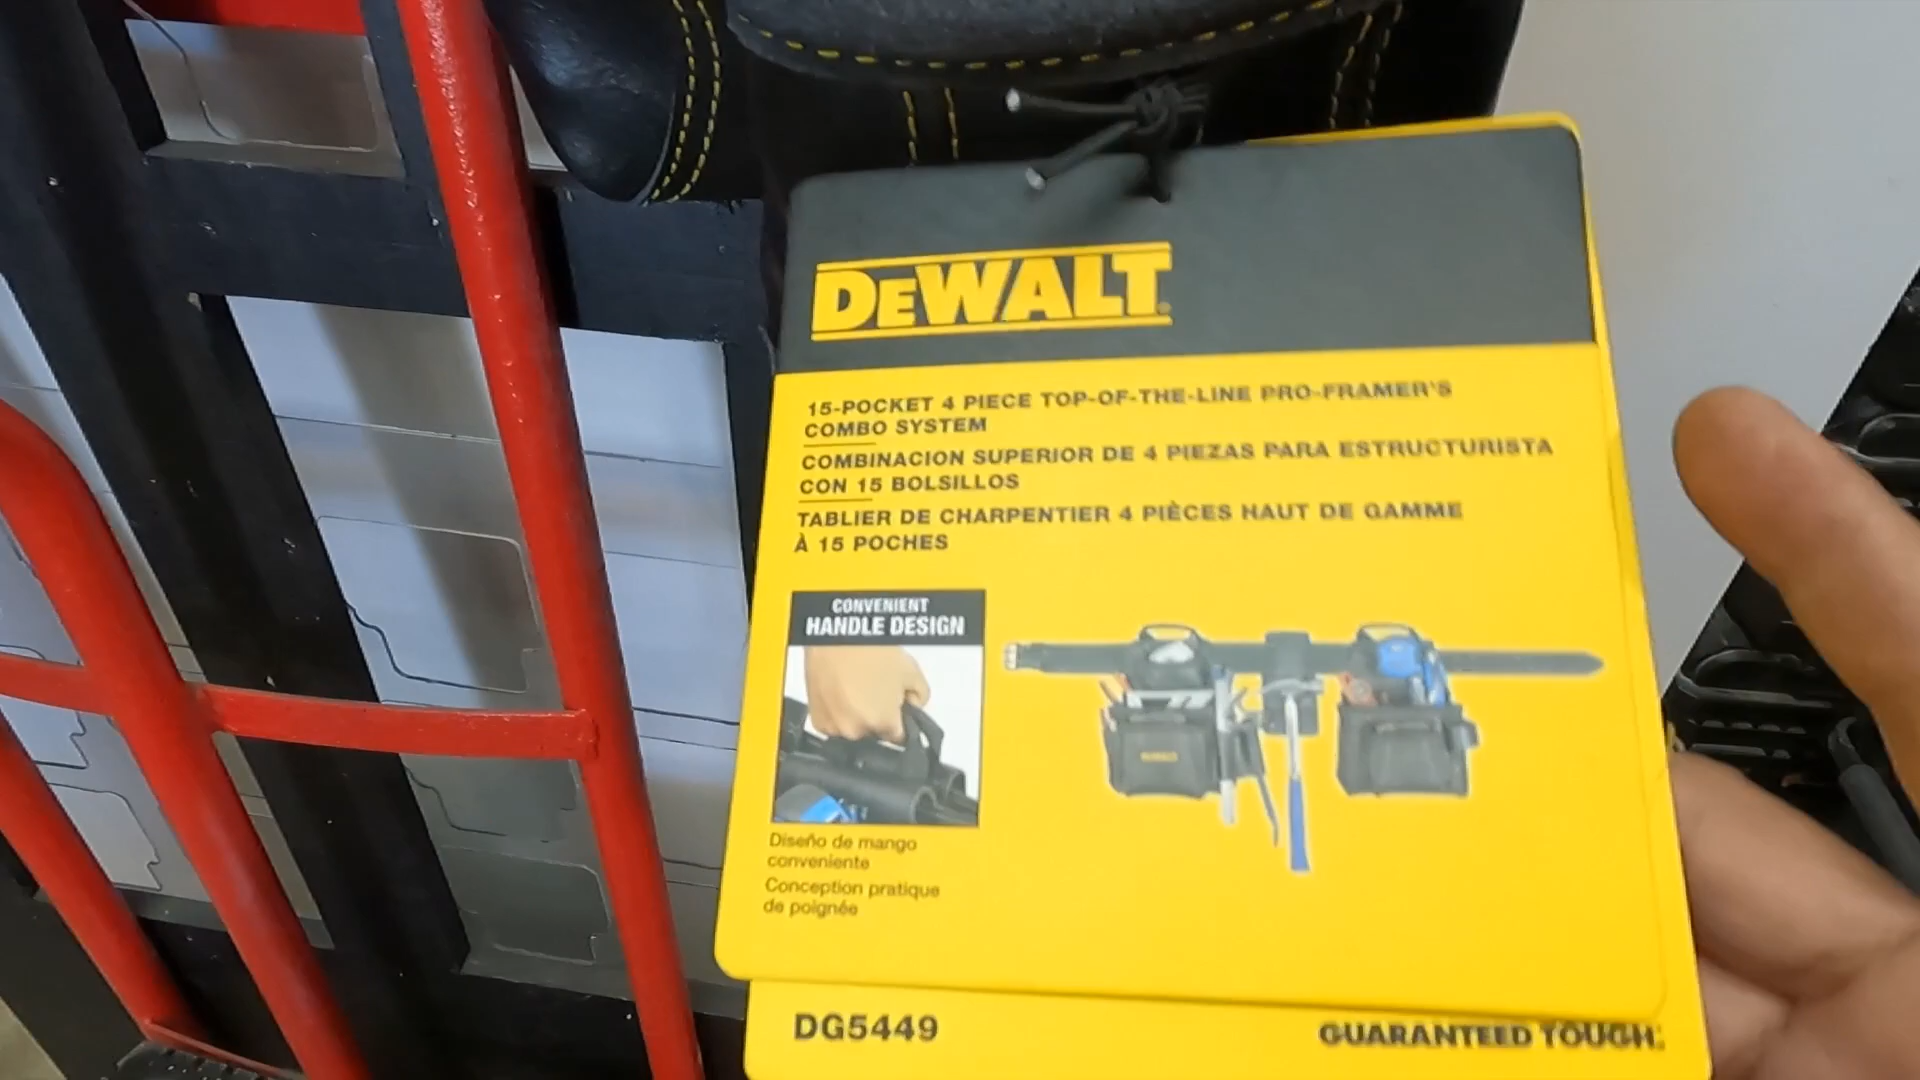 DEWALT
15-POCKET 4 PIECE TOP-OF-THE-LINE PRO-FRAMER'S
COMBO SYSTEM
COMBINACION SUPERIOR DE 4 PIEZAS PARA ESTRUCTURISTA
CON 15 BOLSILLOS
TABLIER DE CHARPENTIER 4 PIÈCES HAUT DE GAMME
À 15 POCHES
CONVENIENT
HANDLE DESIGN
Diseño de mango
conveniente
Conception pratique
de poignée
DG5449
GUARANTEED TOUGH.